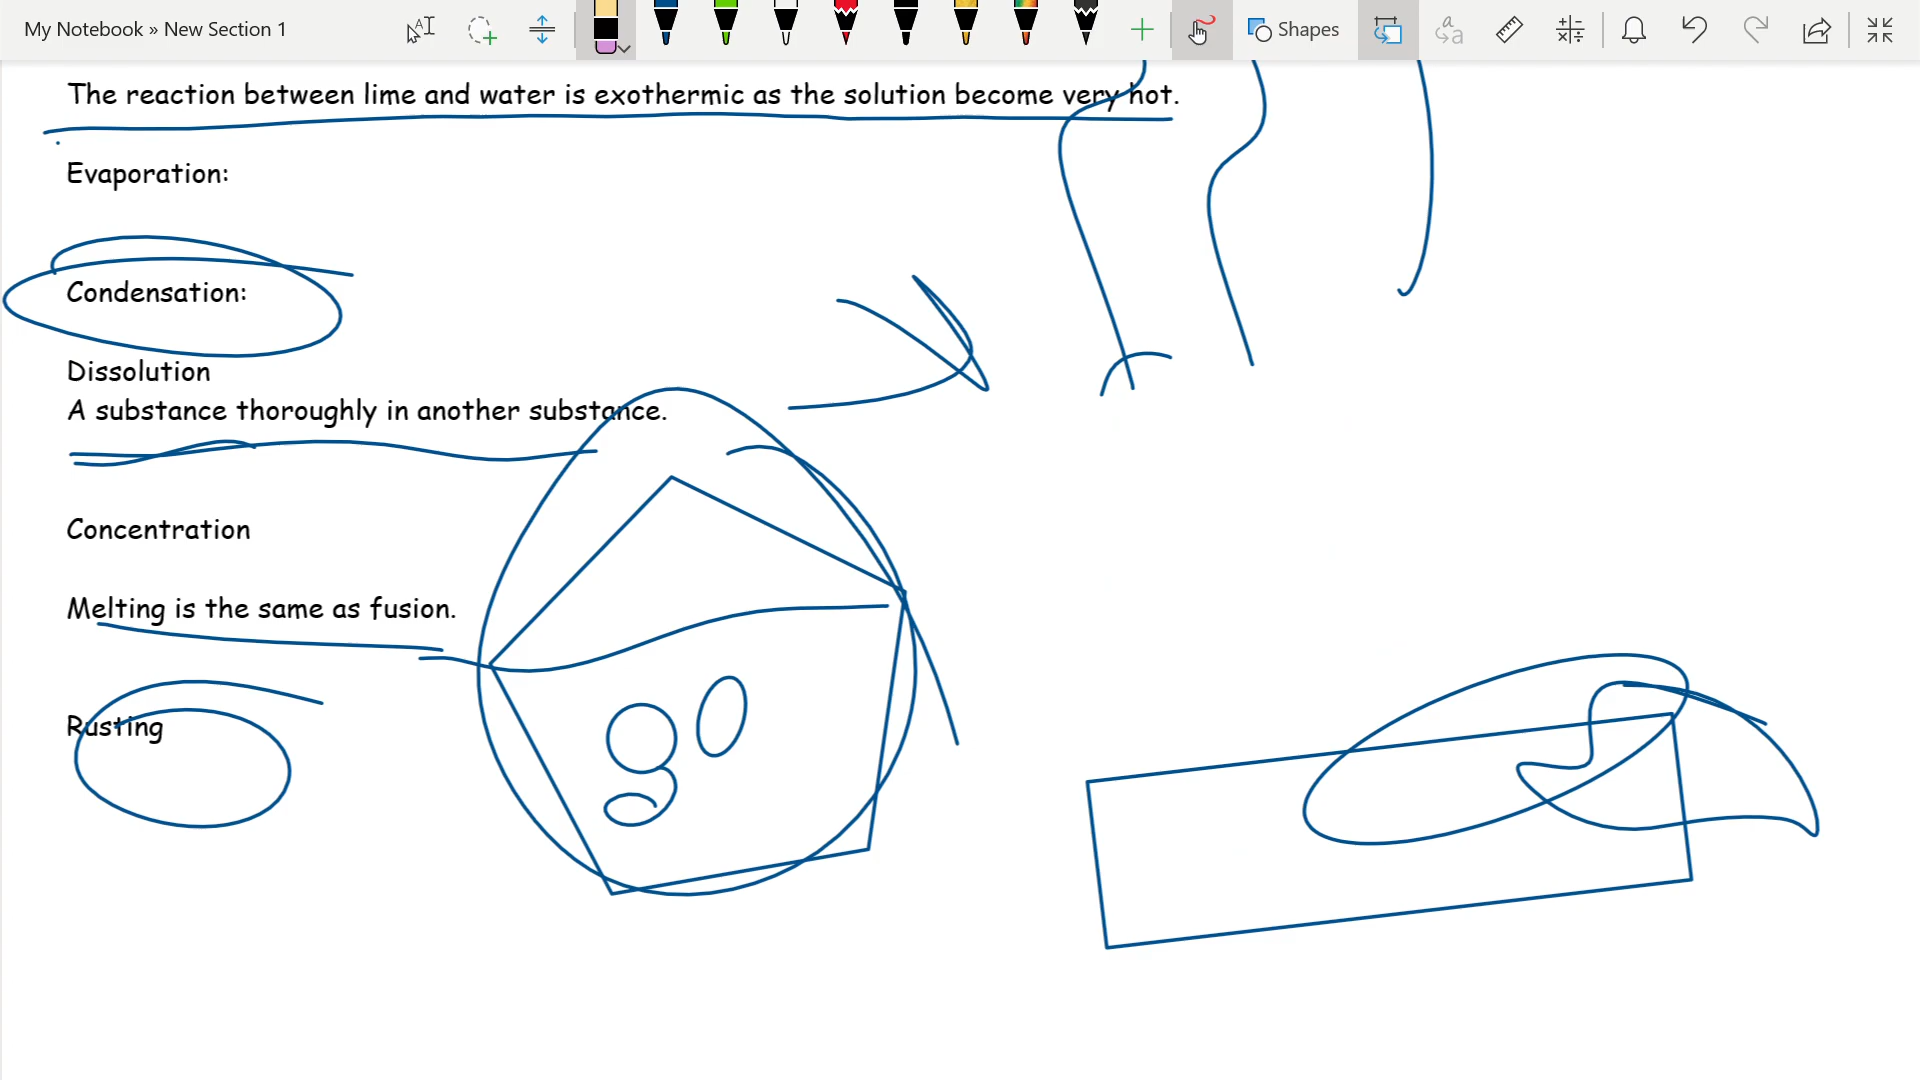 My Notebook » New Section 1
Shapes
The reaction between lime and water is exothermic as the solution become very hot.
Evaporation:
Condensation:
Dissolution
A substance thoroughly in another substance.
Concentration
Melting is the same as fusion.
Rusting